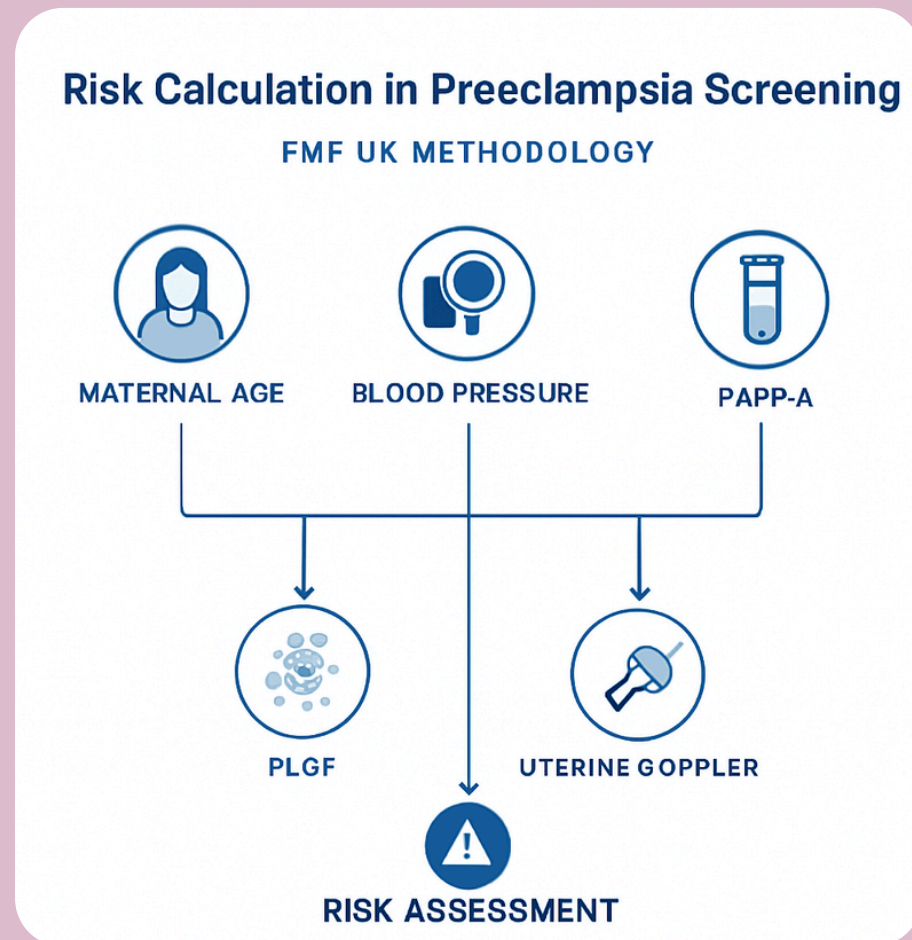 Risk Calculation in Preeclampsia Screening
FMF UK METHODOLOGY
MATERNAL AGE
BLOOD PRESSURE
PAPP-A
PLGF
UTERINE GOPPLER
!
RISK ASSESSMENT